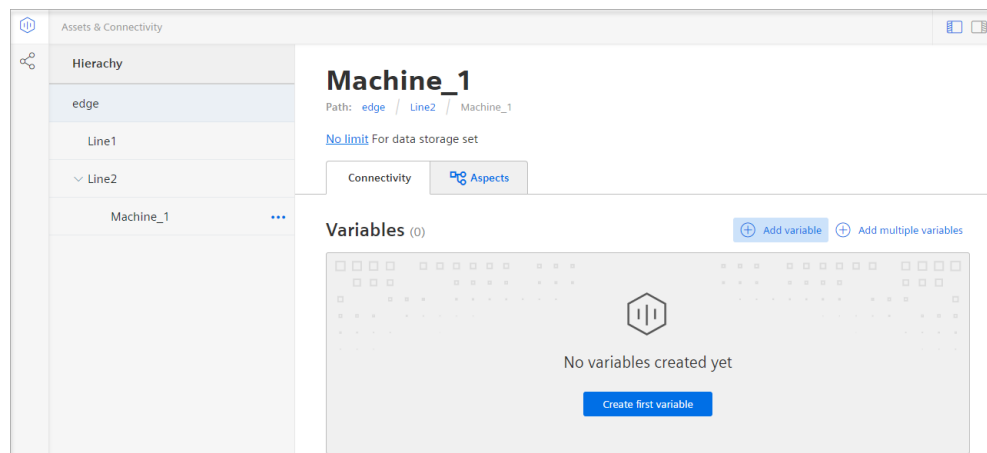 Assets & Connectivity
Hierachy
edge
Line1
Line2
Machine_1
Machine_1
Path: edge / Line2 / Machine_1
No limit For data storage set
Connectivity
Aspects
Variables (0)
Add variable
Add multiple variables
No variables created yet
Create first variable